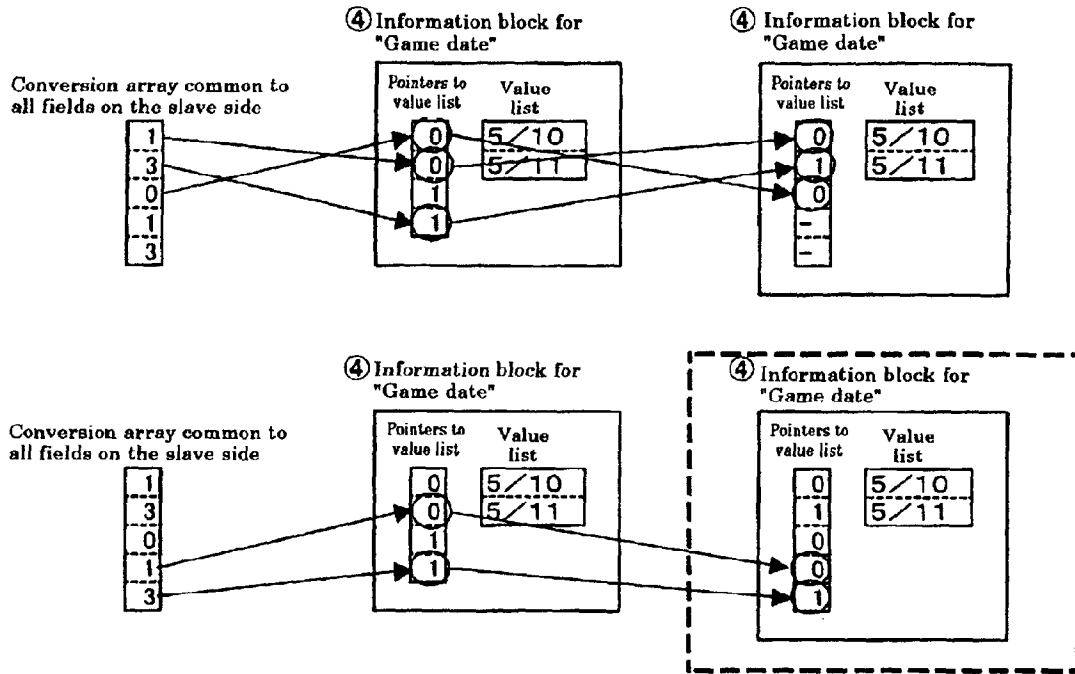 ④ Information block for
"Game date"
④ Information block for
"Game date"
Conversion array common to
all fields on the slave side
1
3
0
1
3
Pointers to
value list
0
0
1
1
Value
list
5/10
5/11
Pointers to
value list
0
1
0
-
-
Value
list
5/10
5/11
④ Information block for
"Game date"
④ Information block for
"Game date"
Conversion array common to
all fields on the slave side
1
3
0
1
3
Pointers to
value list
0
0
1
1
Value
list
5/10
5/11
Pointers to
value list
0
1
0
0
1
Value
list
5/10
5/11